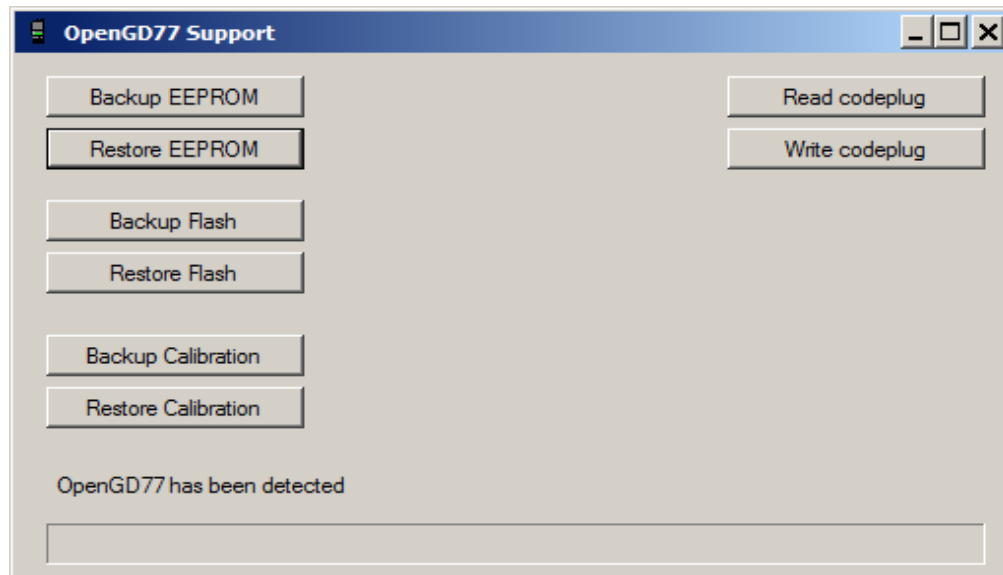 OpenGD77 Support
Backup EEPROM
Read codeplug
Restore EEPROM
Write codeplug
Backup Flash
Restore Flash
Backup Calibration
Restore Calibration
OpenGD77 has been detected